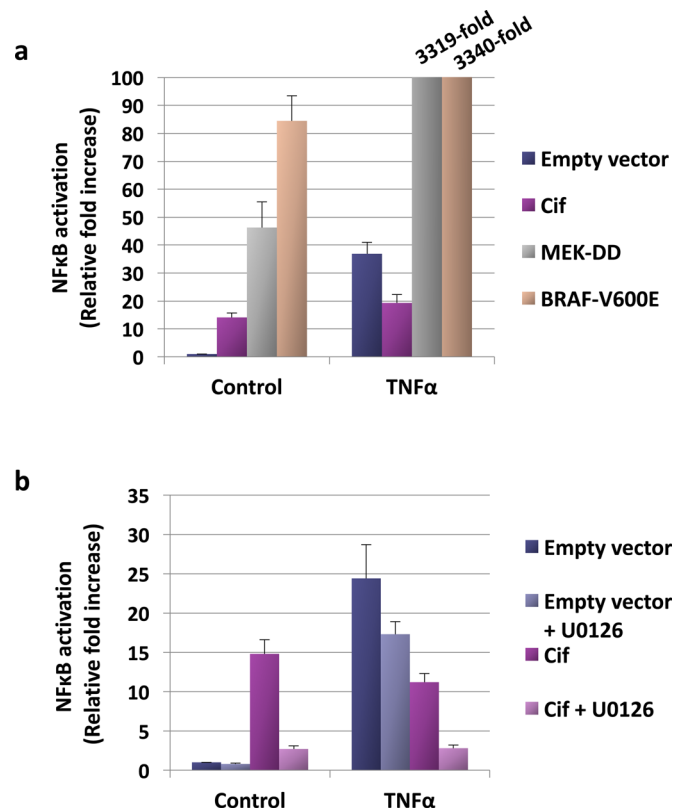 a
3319-fold
3340-fold
NFκB activation
(Relative fold increase)
100
90
80
70
60
50
40
30
20
10
0
Control
TNFα
Empty vector
Cif
MEK-DD
BRAF-V600E
b
NFκB activation
(Relative fold increase)
35
30
25
20
15
10
5
0
Control
TNFα
Empty vector
Empty vector
+ U0126
Cif
Cif + U0126